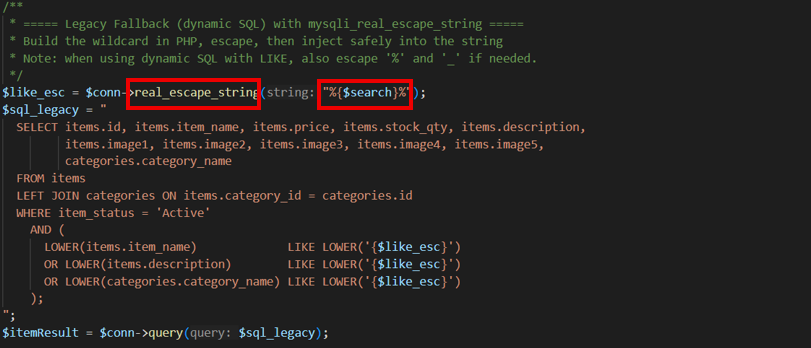 /**
 * ===== Legacy Fallback (dynamic SQL) with mysqli_real_escape_string =====
 * Build the wildcard in PHP, escape, then inject safely into the string
 * Note: when using dynamic SQL with LIKE, also escape '%' and '_' if needed.
 */
$like_esc = $conn->real_escape_string(string: "%{$search}%");
$sql_legacy = "
  SELECT items.id, items.item_name, items.price, items.stock_qty, items.description,
         items.image1, items.image2, items.image3, items.image4, items.image5,
         categories.category_name
  FROM items
  LEFT JOIN categories ON items.category_id = categories.id
  WHERE item_status = 'Active'
    AND (
      LOWER(items.item_name)            LIKE LOWER('{$like_esc}')
      OR LOWER(items.description)       LIKE LOWER('{$like_esc}')
      OR LOWER(categories.category_name) LIKE LOWER('{$like_esc}')
    );
";
$itemResult = $conn->query(query: $sql_legacy);